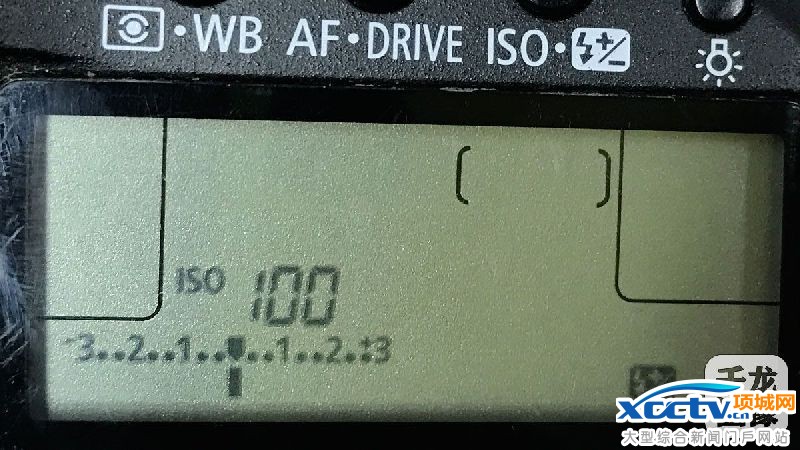 WB AF·DRIVE ISO·
ISO 100
-3..2..1..▼..1..2.+3
千龙
xcctv.cn 项城网
大型综合新闻门户网站